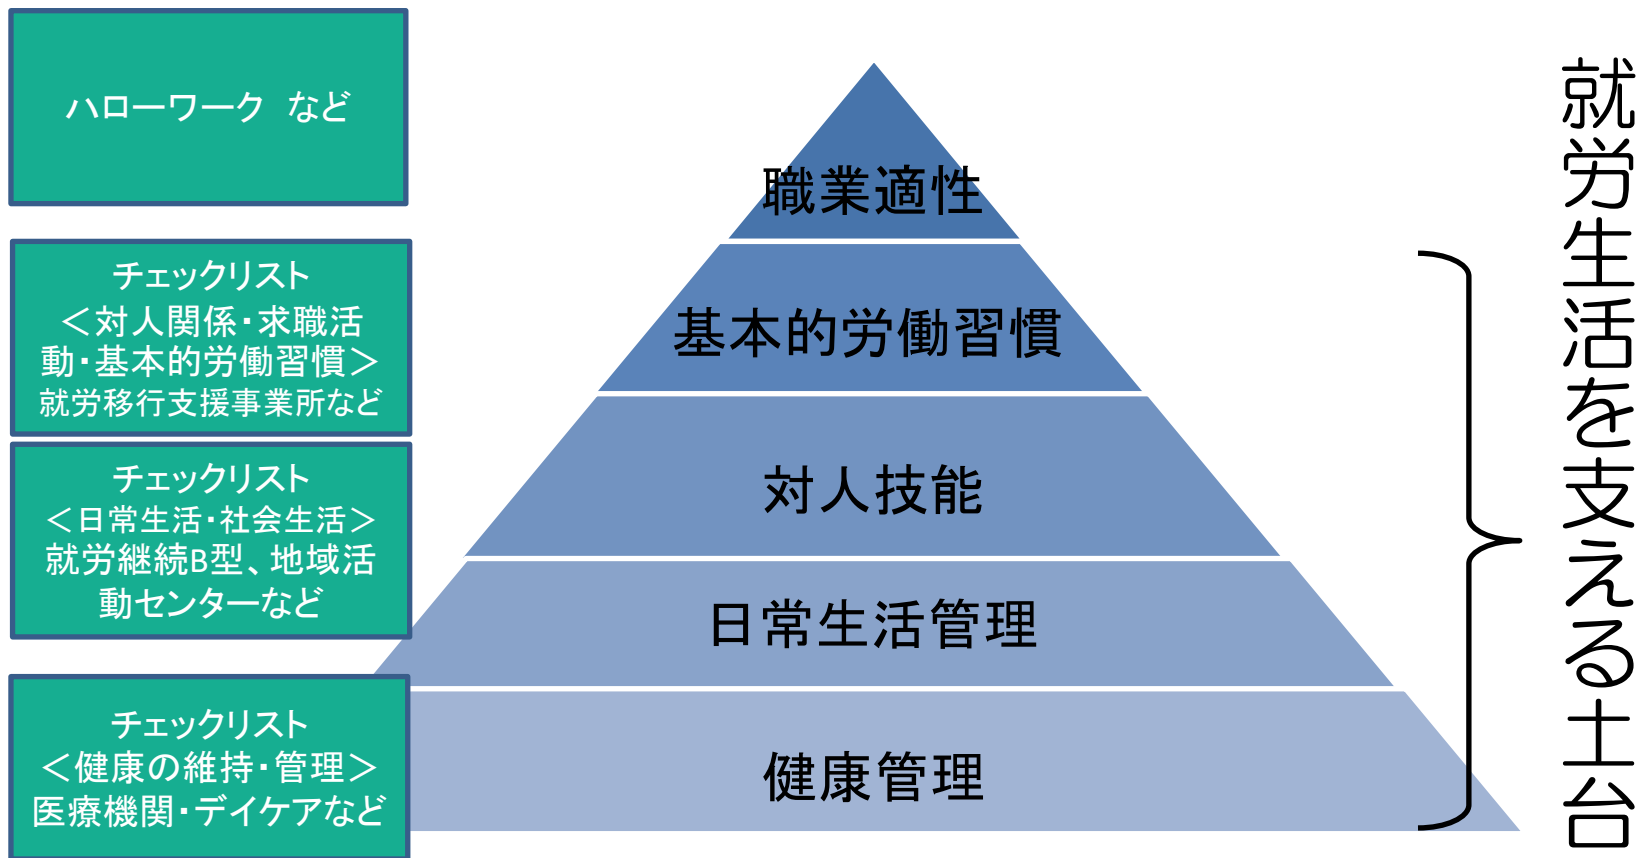 ハローワーク など
チェックリスト
＜対人関係・求職活
動・基本的労働習慣＞
就労移行支援事業所など
チェックリスト
＜日常生活・社会生活＞
就労継続B型、地域活
動センターなど
チェックリスト
＜健康の維持・管理＞
医療機関・デイケアなど
職業適性
基本的労働習慣
対人技能
日常生活管理
健康管理
就労生活を支える土台